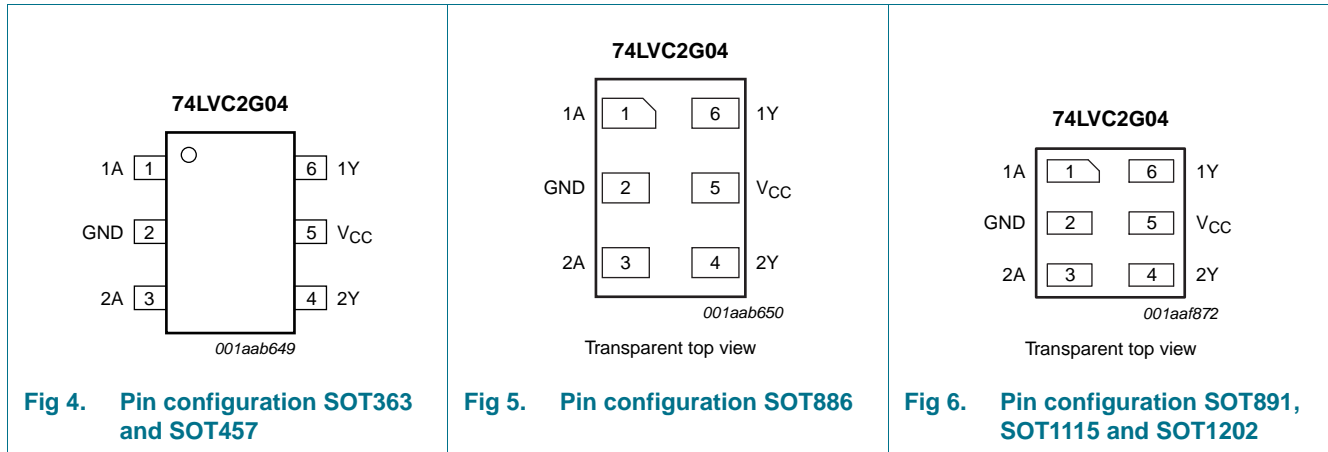 74LVC2G04
1A 1 6 1Y
GND 2 5 VCC
2A 3 4 2Y
001aab649
Fig 4. Pin configuration SOT363
and SOT457
74LVC2G04
1A 1 6 1Y
GND 2 5 VCC
2A 3 4 2Y
001aab650
Transparent top view
Fig 5. Pin configuration SOT886
74LVC2G04
1A 1 6 1Y
GND 2 5 VCC
2A 3 4 2Y
001aaf872
Transparent top view
Fig 6. Pin configuration SOT891,
SOT1115 and SOT1202